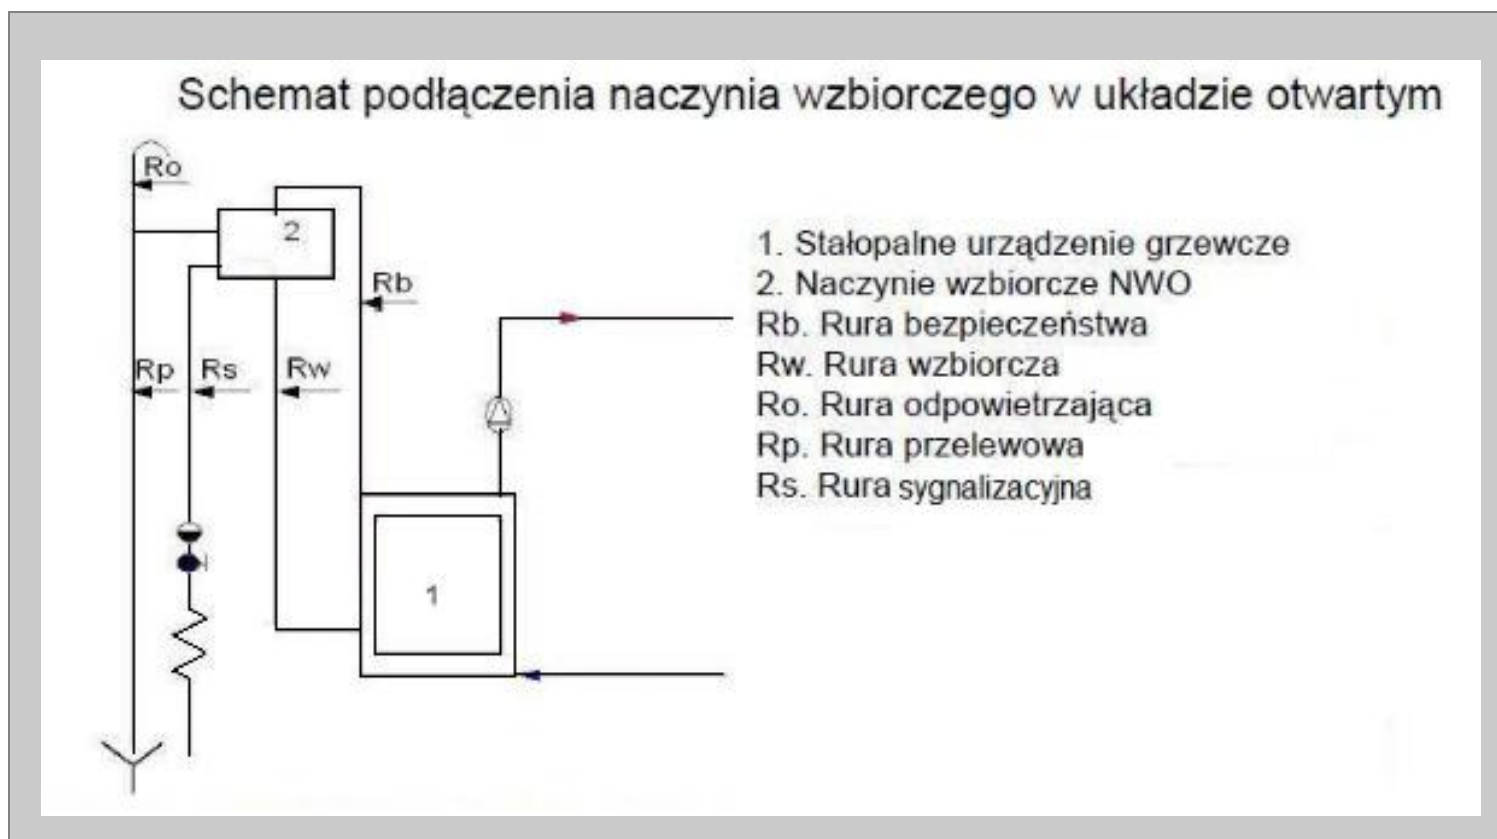 Schemat podłączenia naczynia wzbiorczego w układzie otwartym
Ro
2
Rb
Rp
Rs
Rw
1
1. Stałopalne urządzenie grzewcze
2. Naczynie wzbiorcze NWO
Rb. Rura bezpieczeństwa
Rw. Rura wzbiorcza
Ro. Rura odpowietrzająca
Rp. Rura przelewowa
Rs. Rura sygnalizacyjna